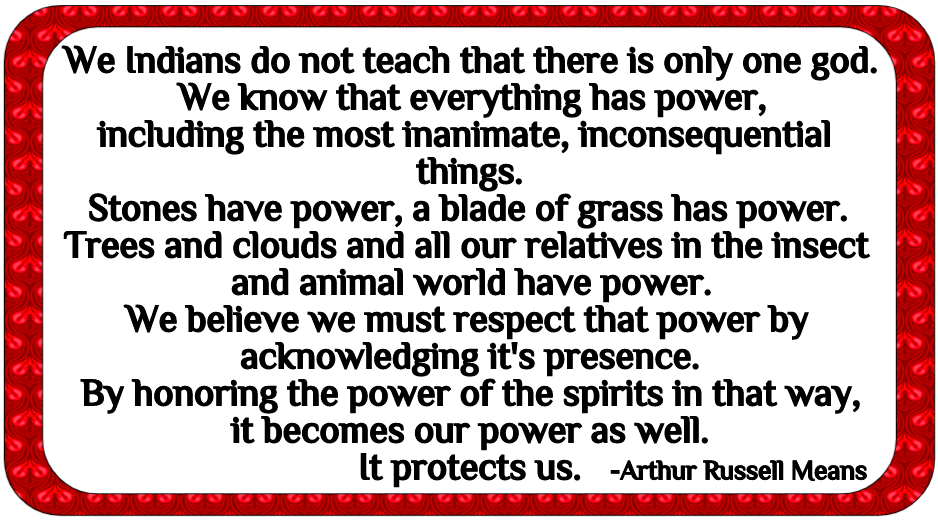 We Indians do not teach that there is only one god.
We know that everything has power,
including the most inanimate, inconsequential
things.
Stones have power, a blade of grass has power.
Trees and clouds and all our relatives in the insect
and animal world have power.
We believe we must respect that power by
acknowledging it's presence.
By honoring the power of the spirits in that way,
it becomes our power as well.
It protects us. -Arthur Russell Means